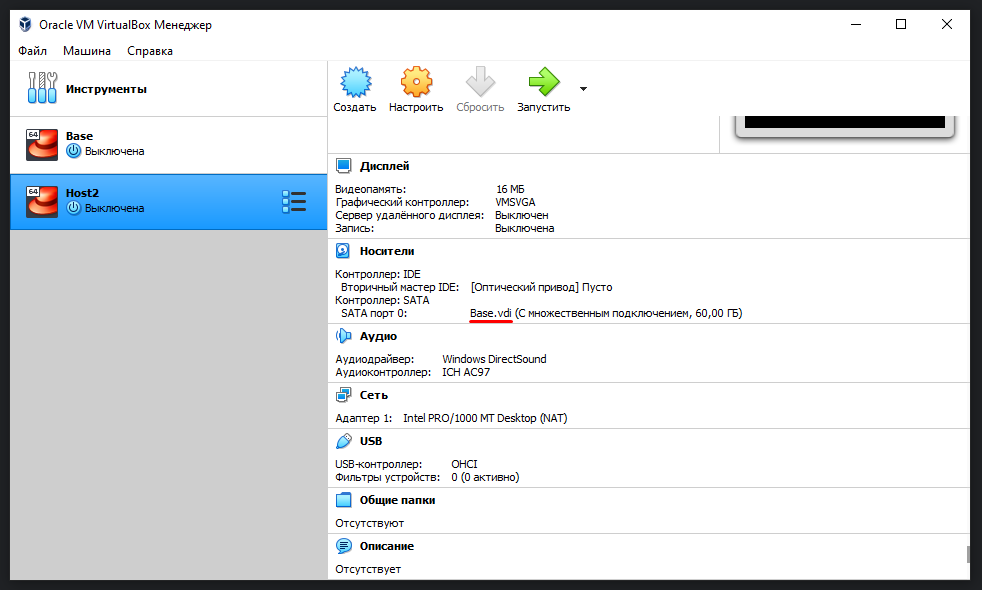 Oracle VM VirtualBox Менеджер
Файл Машина Справка
Инструменты
Создать Настроить Сбросить Запустить
64 Base
Выключена
64 Host2
Выключена
Дисплей
Видеопамять: 16 МБ
Графический контроллер: VMSVGA
Сервер удалённого дисплея: Выключен
Запись: Выключена
Носители
Контроллер: IDE
Вторичный мастер IDE: [Оптический привод] Пусто
Контроллер: SATA
SATA порт 0: Base.vdi (С множественным подключением, 60,00 ГБ)
Аудио
Аудиодрайвер: Windows DirectSound
Аудиоконтроллер: ICH AC97
Сеть
Адаптер 1: Intel PRO/1000 MT Desktop (NAT)
USB
USB-контроллер: OHCI
Фильтры устройств: 0 (0 активно)
Общие папки
Отсутствуют
Описание
Отсутствует